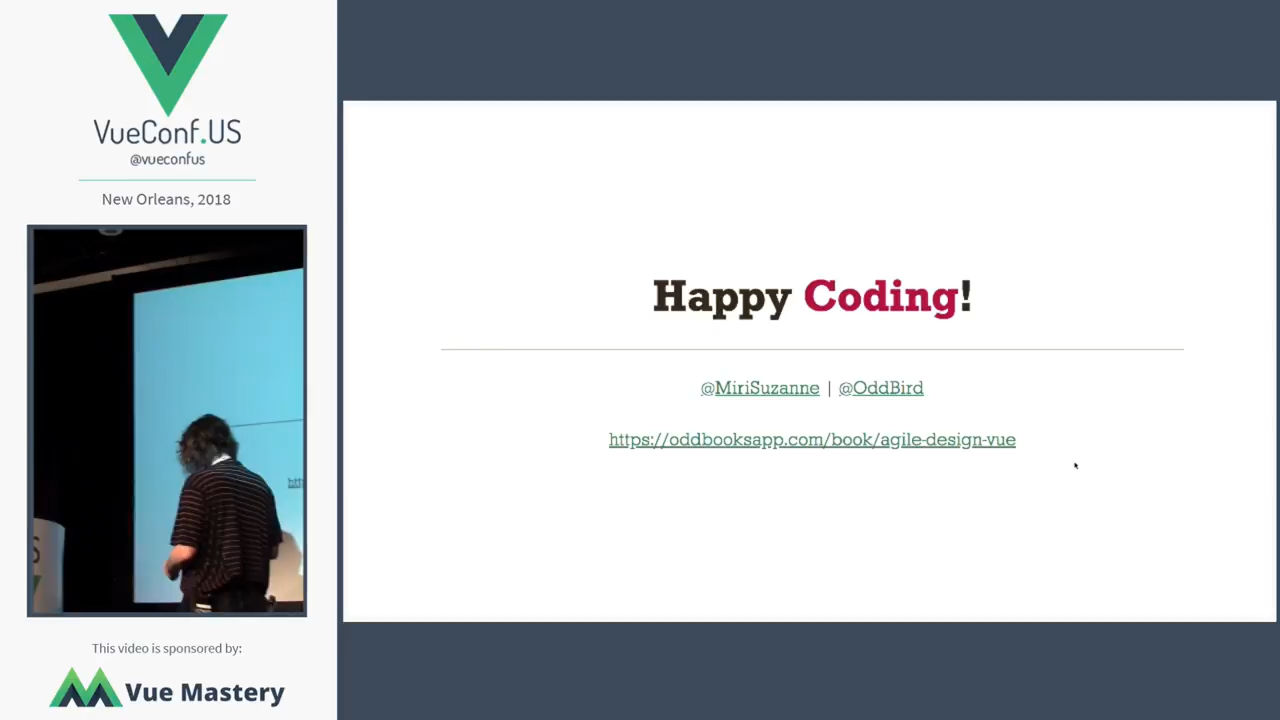 VueConf.US
@vueconfus
New Orleans, 2018
This video is sponsored by:
Vue Mastery
Happy Coding!
@MiriSuzanne | @OddBird
https://oddbooksapp.com/book/agile-design-vue